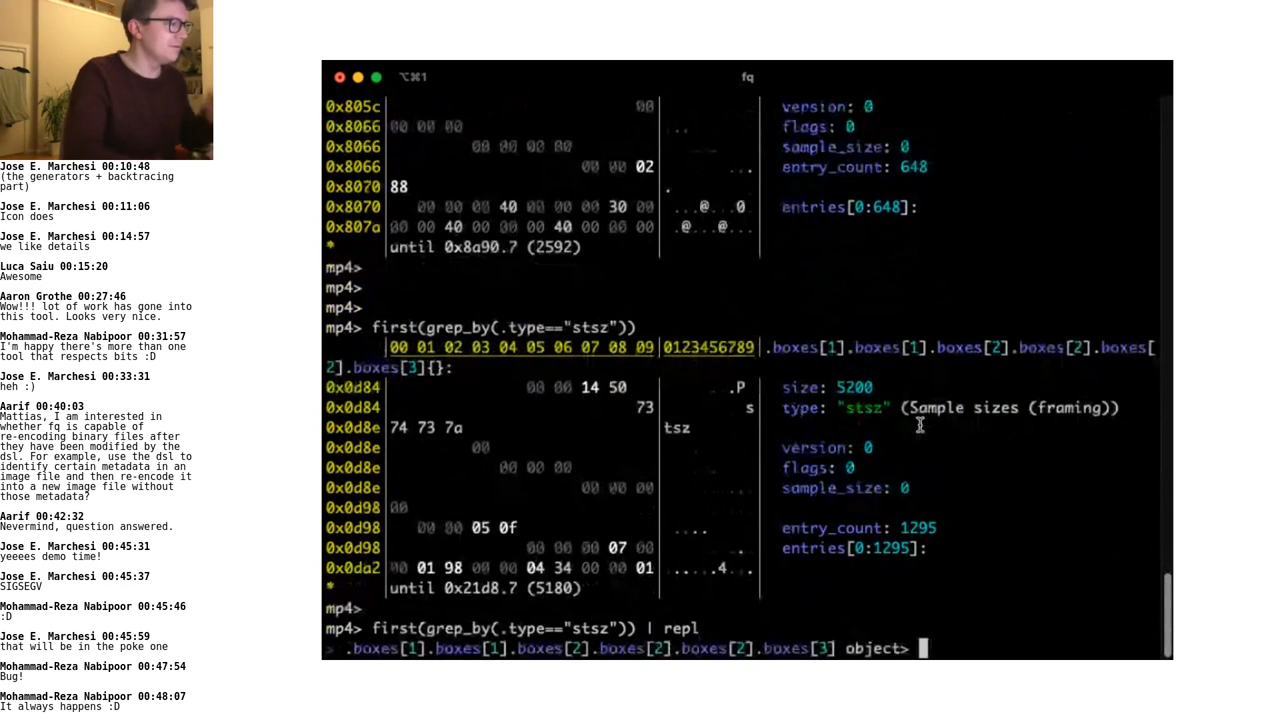 Jose E. Marchesi 00:10:48
(the generators + backtracing
part)
Jose E. Marchesi 00:11:06
Icon does
Jose E. Marchesi 00:14:57
we like details
Luca Saiu 00:15:20
Awesome
Aaron Grothe 00:27:46
Wow!!! lot of work has gone into
this tool. Looks very nice.
Mohammad-Reza Nabipoor 00:31:57
I'm happy there's more than one
tool that respects bits :D
Jose E. Marchesi 00:33:31
heh :)
Aarif 00:40:03
Mattias, I am interested in
whether fq is capable of
re-encoding binary files after
they have been modified by the
dsl. For example, use the dsl to
identify certain metadata in an
image file and then re-encode it
into a new image file without
those metadata?
Aarif 00:42:32
Nevermind, question answered.
Jose E. Marchesi 00:45:31
yeeees demo time!
Jose E. Marchesi 00:45:37
SIGSEGV
Mohammad-Reza Nabipoor 00:45:46
:D
Jose E. Marchesi 00:45:59
that will be in the poke one
Mohammad-Reza Nabipoor 00:47:54
Bug!
Mohammad-Reza Nabipoor 00:48:07
It always happens :D
⌥⌘1 fq
0x805c 00 version: 0
0x8066 00 00 00 ... flags: 0
0x8066 00 00 00 00 .... sample_size: 0
0x8066 00 00 02 ... entry_count: 648
0x8070 88 .
0x8070 00 00 00 40 00 00 00 30 00 ...@...0. entries[0:648]:
0x807a 00 00 40 00 00 00 40 00 00 00 ..@...@...
* until 0x8a90.7 (2592)
mp4>
mp4>
mp4>
mp4> first(grep_by(.type=="stsz"))
00 01 02 03 04 05 06 07 08 09 0123456789 .boxes[1].boxes[1].boxes[2].boxes[2].boxes[
2].boxes[3]{}:
0x0d84 00 00 14 50 ...P size: 5200
0x0d84 73 s type: "stsz" (Sample sizes (framing))
0x0d8e 74 73 7a tsz
0x0d8e 00 . version: 0
0x0d8e 00 00 00 ... flags: 0
0x0d8e 00 00 00 ... sample_size: 0
0x0d98 00 .
0x0d98 00 00 05 0f .... entry_count: 1295
0x0d98 00 00 00 07 00 ..... entries[0:1295]:
0x0da2 00 01 98 00 00 04 34 00 00 01 ......4...
* until 0x21d8.7 (5180)
mp4>
mp4> first(grep_by(.type=="stsz")) | repl
> .boxes[1].boxes[1].boxes[2].boxes[2].boxes[2].boxes[3] object>